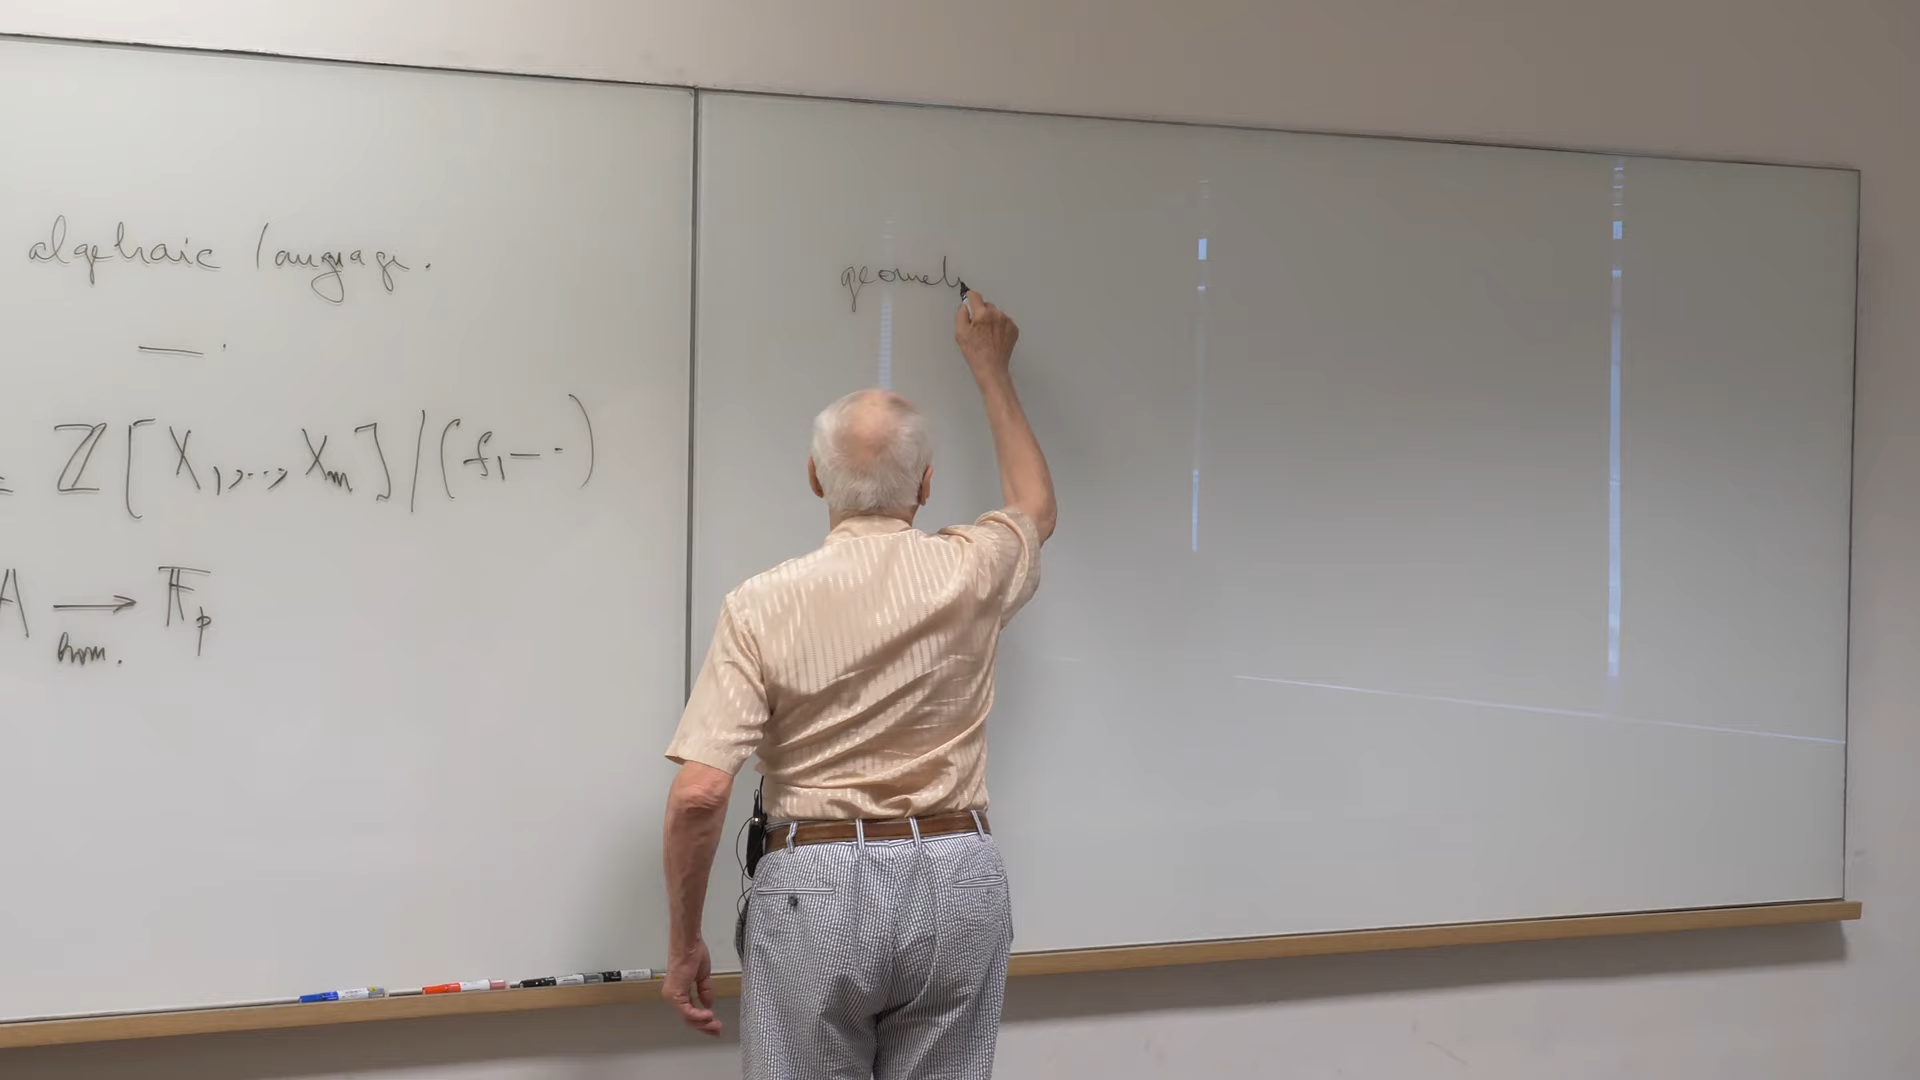 algebraic language.
—.
= ℤ[X₁,..., Xₘ]/(f₁–··)
A → 𝔽ₚ
hom.
geomet